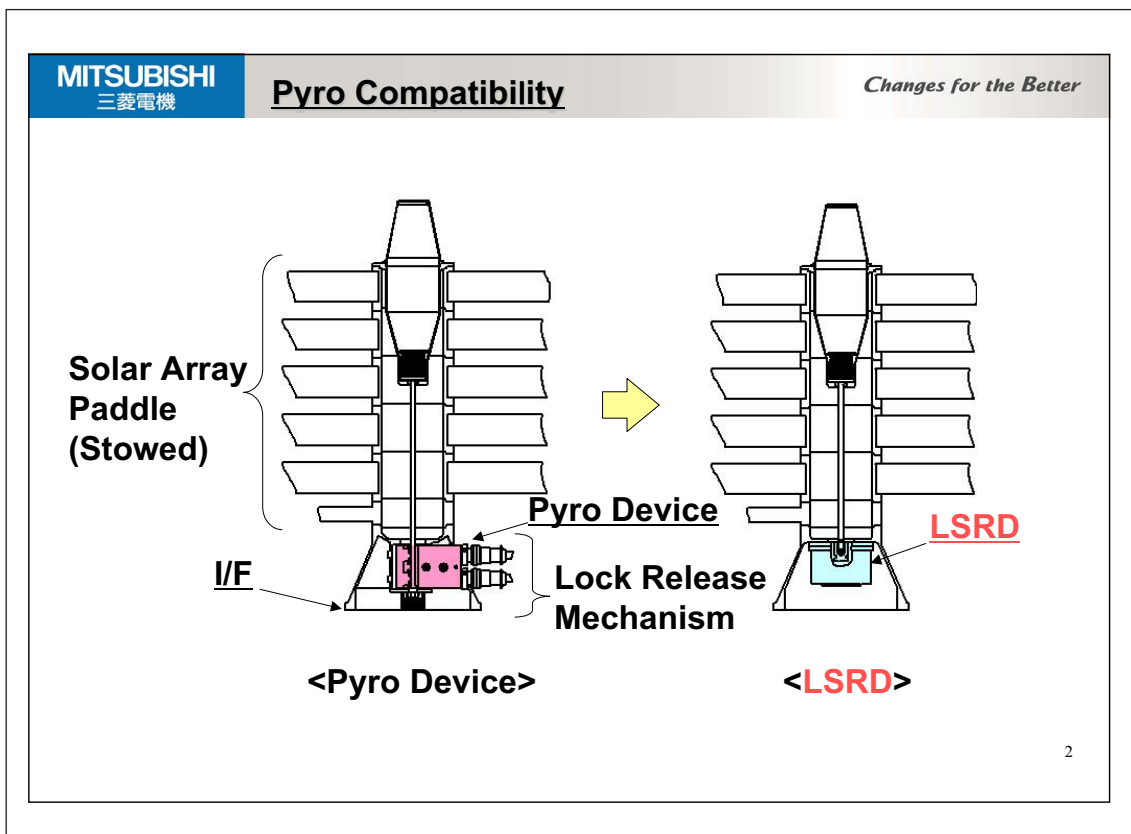 MITSUBISHI
三菱電機
Pyro Compatibility
Changes for the Better
Solar Array
Paddle
(Stowed)
Pyro Device
I/F
Lock Release
Mechanism
LSRD
<Pyro Device>
<LSRD>
2